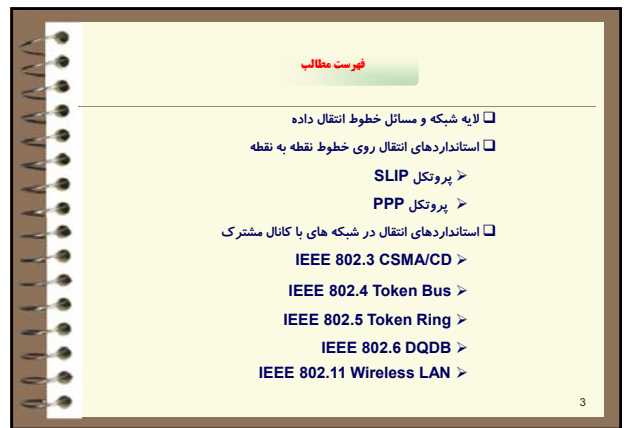 فهرست مطالب
❑ لایه شبکه و مسائل خطوط انتقال داده
❑ استانداردهای انتقال روی خطوط نقطه به نقطه
➢ پروتکل SLIP
➢ پروتکل PPP
❑ استانداردهای انتقال در شبکه های با کانال مشترک
➢ IEEE 802.3 CSMA/CD
➢ IEEE 802.4 Token Bus
➢ IEEE 802.5 Token Ring
➢ IEEE 802.6 DQDB
➢ IEEE 802.11 Wireless LAN
3